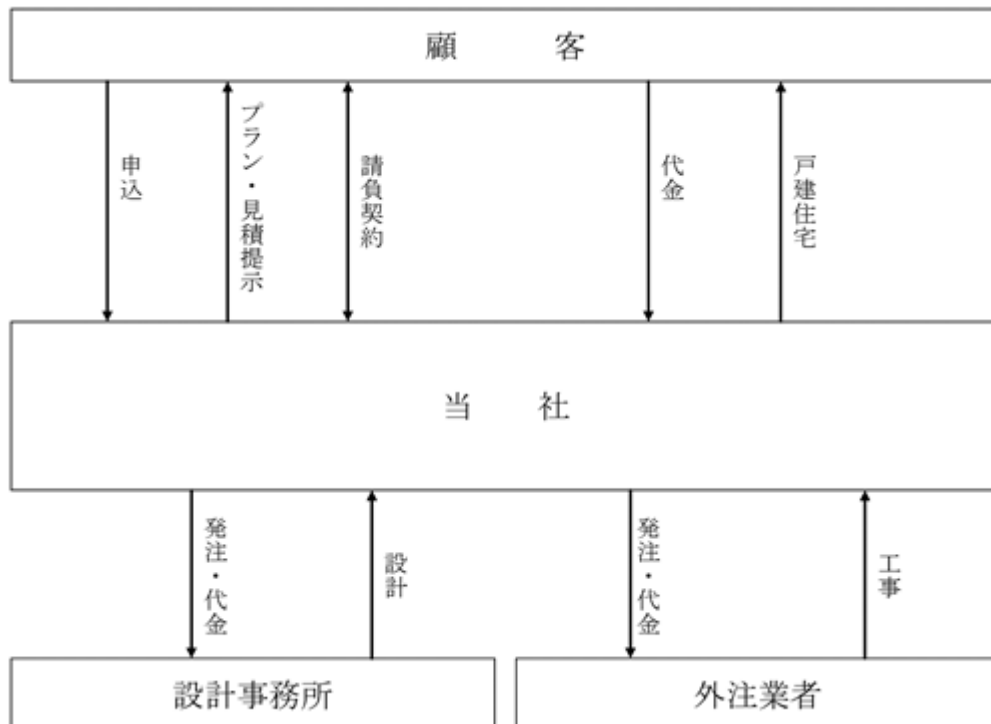 顧客
申込
プラン・見積提示
請負契約
代金
戸建住宅
当社
発注・代金
設計
発注・代金
工事
設計事務所
外注業者